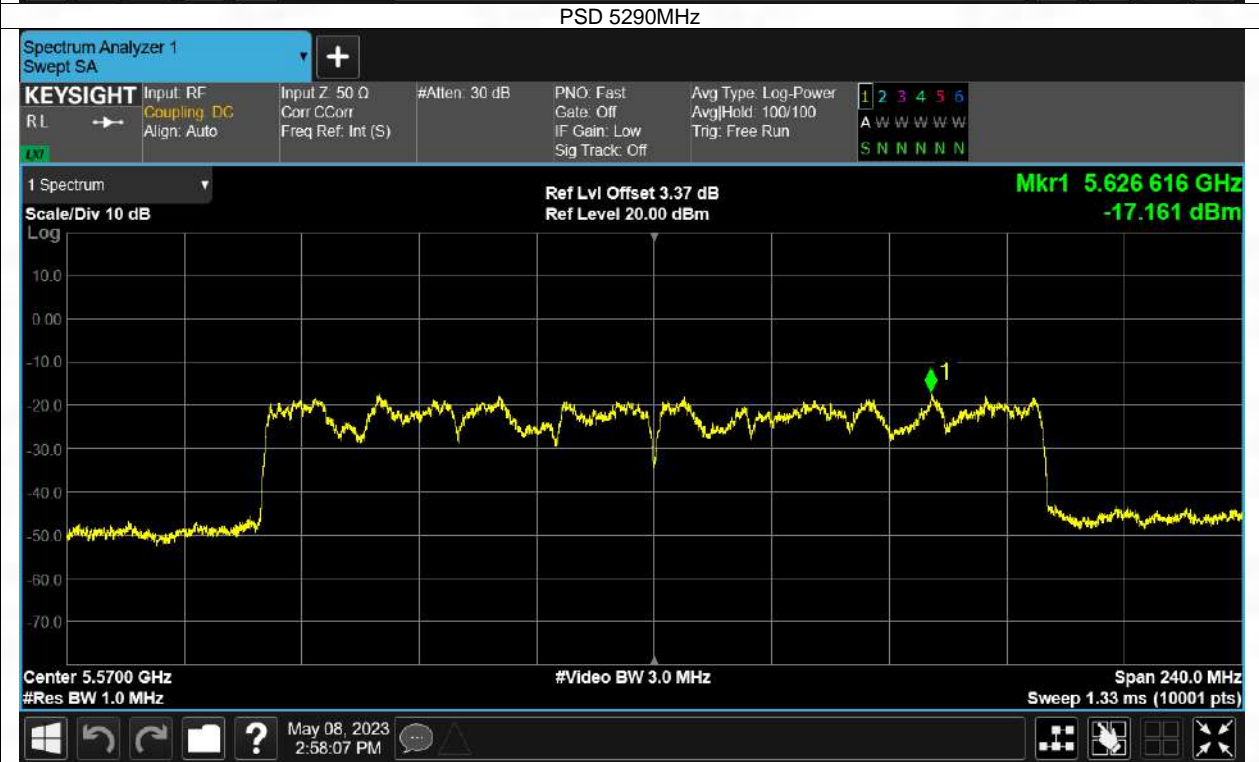 PSD 5290MHz
Spectrum Analyzer 1
Swept SA
KEYSIGHT
RL
LXI
Input: RF
Coupling: DC
Align: Auto
Input Z: 50 Ω
Corr CCorr
Freq Ref: Int (S)
#Atten: 30 dB
PNO: Fast
Gate: Off
IF Gain: Low
Sig Track: Off
Avg Type: Log-Power
Avg|Hold: 100/100
Trig: Free Run
1 2 3 4 5 6
A W W W W W
S N N N N N
1 Spectrum
Scale/Div 10 dB
Log
Ref Lvl Offset 3.37 dB
Ref Level 20.00 dBm
Mkr1 5.626 616 GHz
-17.161 dBm
10.0
0.00
-10.0
-20.0
-30.0
-40.0
-50.0
-60.0
-70.0
1
Center 5.5700 GHz
#Res BW 1.0 MHz
#Video BW 3.0 MHz
Span 240.0 MHz
Sweep 1.33 ms (10001 pts)
?
May 08, 2023
2:58:07 PM